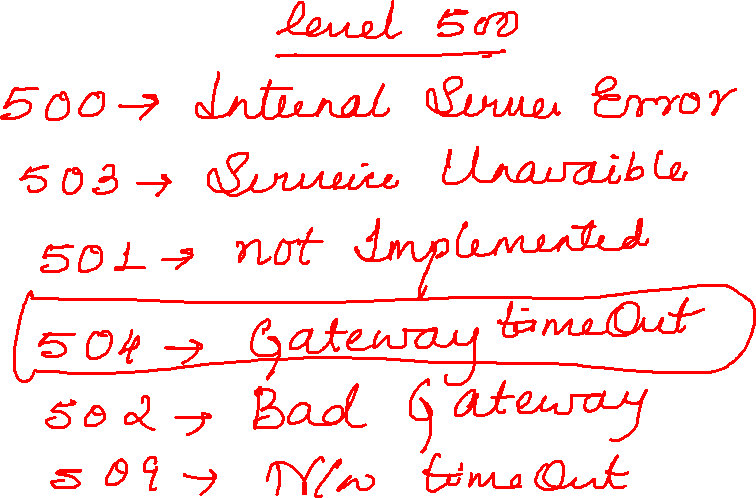 level 500
500 → Internal Server Error
503 → Serveice Unavaible
501 → not Implemented
504 → Gateway timeOut
502 → Bad Gateway
509 → N/w timeOut